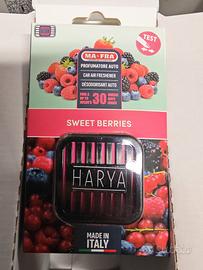 MA-FRA
PROFUMATORE AUTO
CAR AIR FRESHENER
DÉSODORISANT AUTO
30
TEST
SWEET BERRIES
HARYA
MADE IN
ITALY